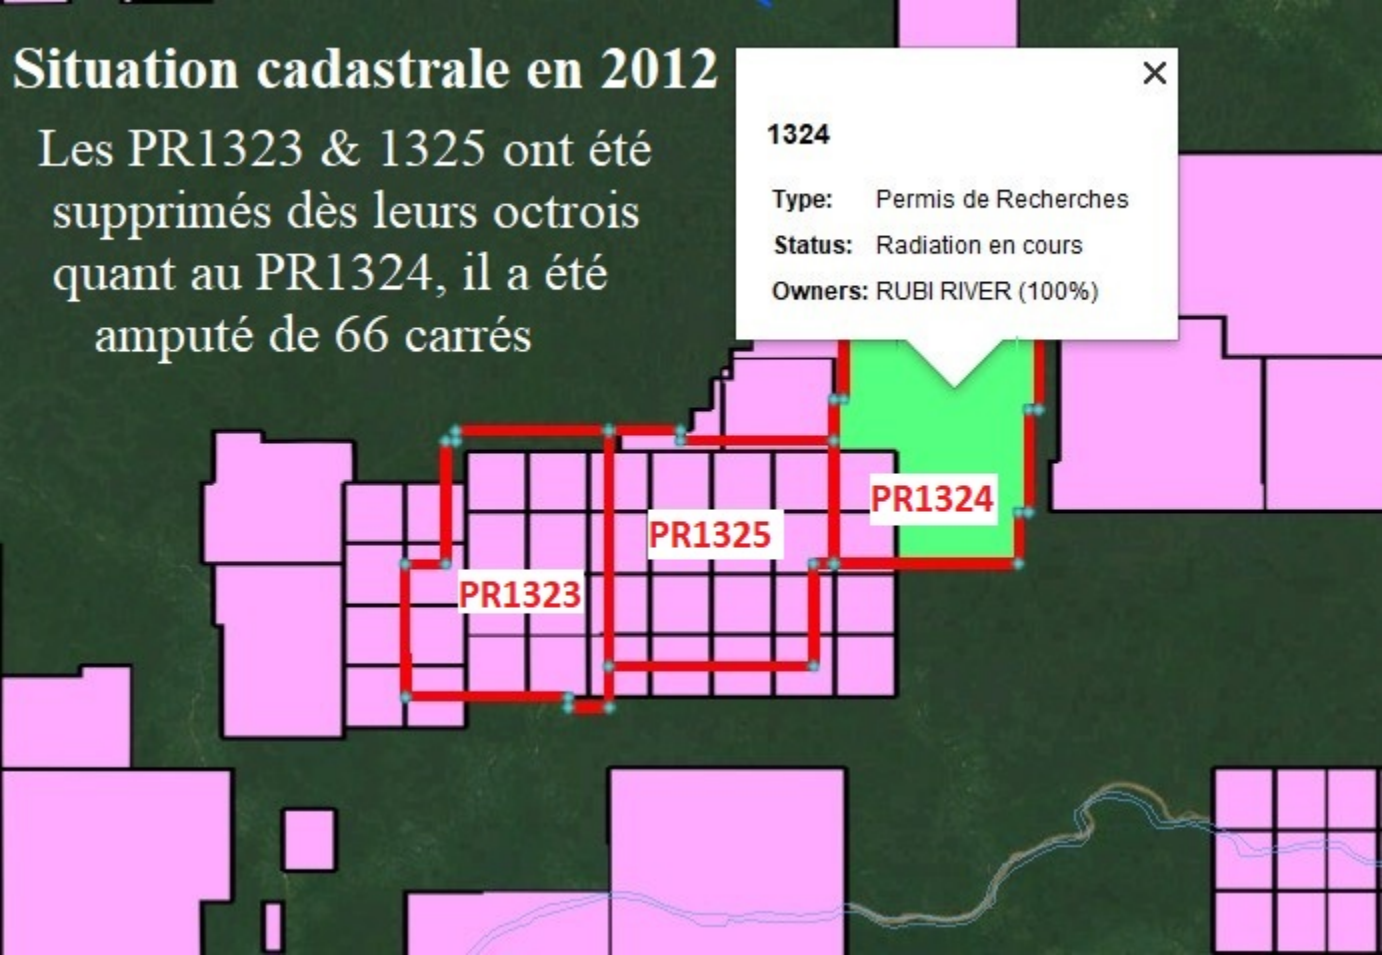 Situation cadastrale en 2012
Les PR1323 & 1325 ont été
supprimés dès leurs octrois
quant au PR1324, il a été
amputé de 66 carrés
1324
Type: Permis de Recherches
Status: Radiation en cours
Owners: RUBI RIVER (100%)
PR1324
PR1325
PR1323